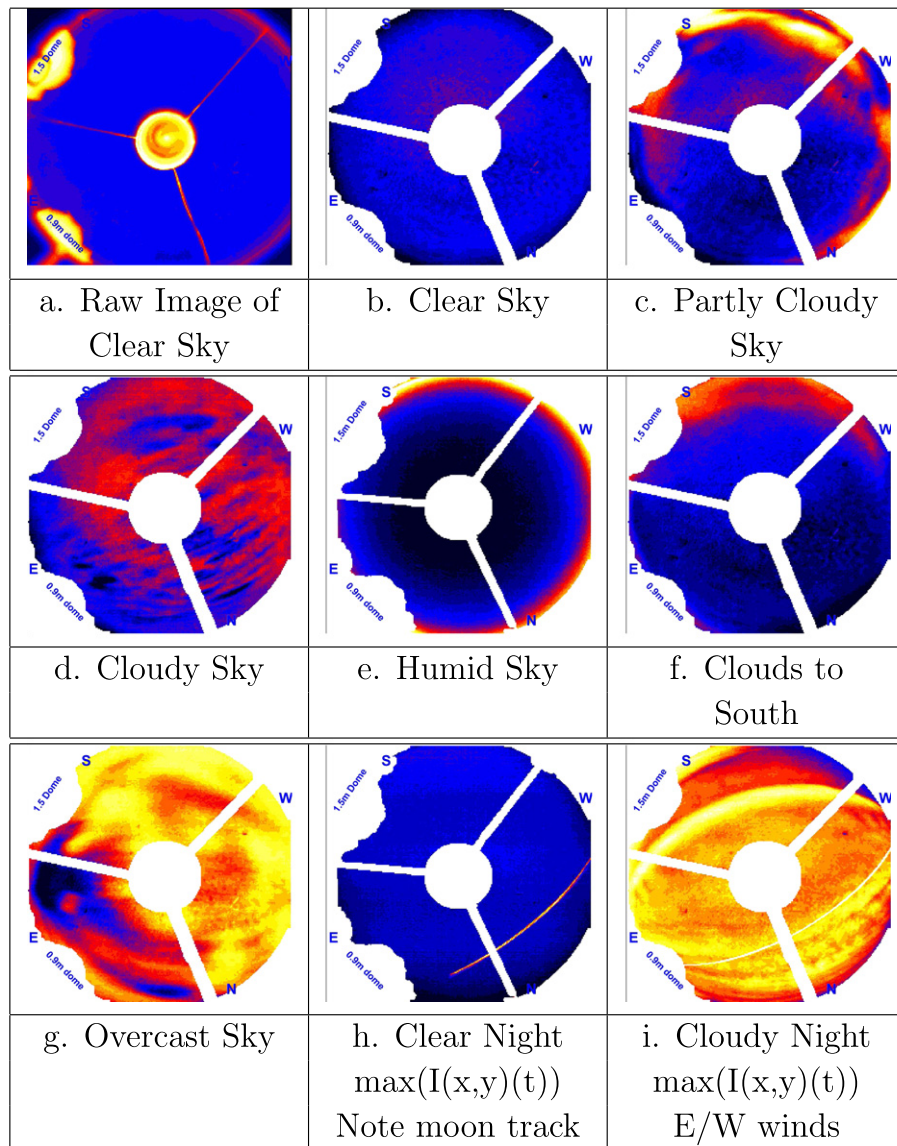 S
1.5 Dome
E
0.9m dome
a. Raw Image of
Clear Sky
S
1.5 Dome
W
E
0.9m dome
N
b. Clear Sky
S
1.5 Dome
W
E
0.9m dome
N
c. Partly Cloudy
Sky
S
1.5 Dome
W
E
0.9m dome
N
d. Cloudy Sky
S
1.5m Dome
W
E
0.9m dome
N
e. Humid Sky
S
1.5 Dome
W
E
0.9m dome
N
f. Clouds to
South
S
1.5 Dome
W
E
0.9m dome
N
g. Overcast Sky
S
1.5m Dome
W
E
0.9m dome
N
h. Clear Night
max(I(x,y)(t))
Note moon track
S
1.5m Dome
W
E
0.9m dome
N
i. Cloudy Night
max(I(x,y)(t))
E/W winds